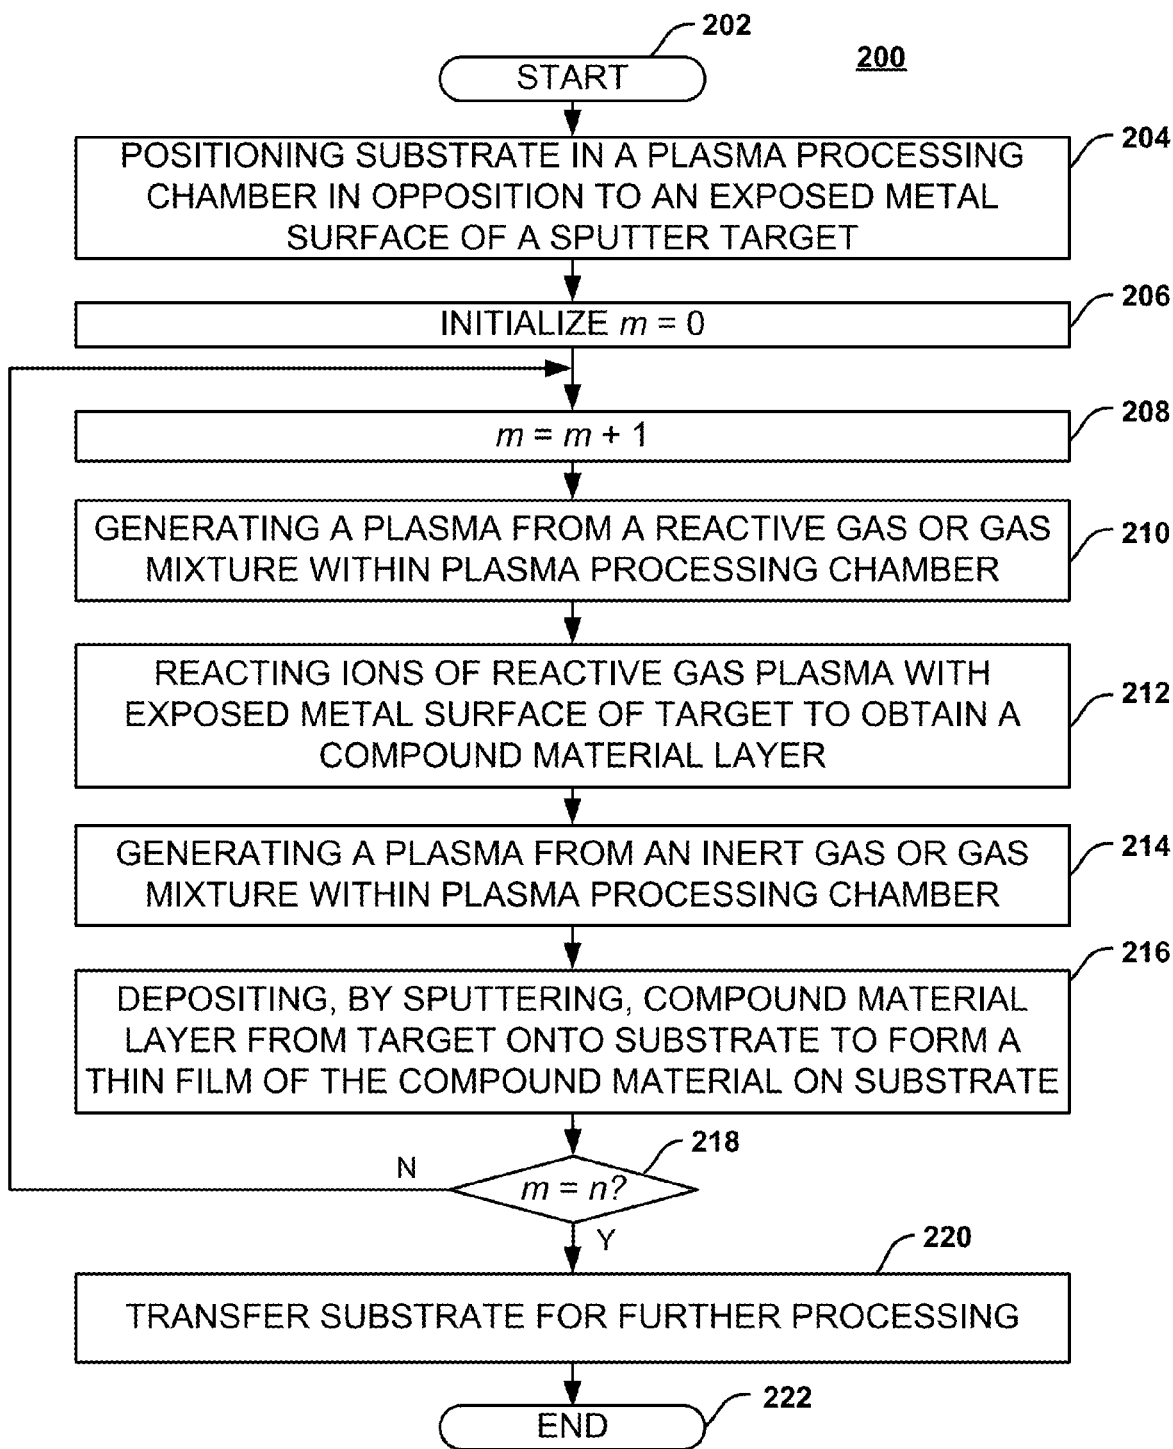 202
200
START
204
POSITIONING SUBSTRATE IN A PLASMA PROCESSING
CHAMBER IN OPPOSITION TO AN EXPOSED METAL
SURFACE OF A SPUTTER TARGET
206
INITIALIZE m = 0
208
m = m + 1
210
GENERATING A PLASMA FROM A REACTIVE GAS OR GAS
MIXTURE WITHIN PLASMA PROCESSING CHAMBER
212
REACTING IONS OF REACTIVE GAS PLASMA WITH
EXPOSED METAL SURFACE OF TARGET TO OBTAIN A
COMPOUND MATERIAL LAYER
214
GENERATING A PLASMA FROM AN INERT GAS OR GAS
MIXTURE WITHIN PLASMA PROCESSING CHAMBER
216
DEPOSITING, BY SPUTTERING, COMPOUND MATERIAL
LAYER FROM TARGET ONTO SUBSTRATE TO FORM A
THIN FILM OF THE COMPOUND MATERIAL ON SUBSTRATE
218
N
m = n?
Y
220
TRANSFER SUBSTRATE FOR FURTHER PROCESSING
222
END